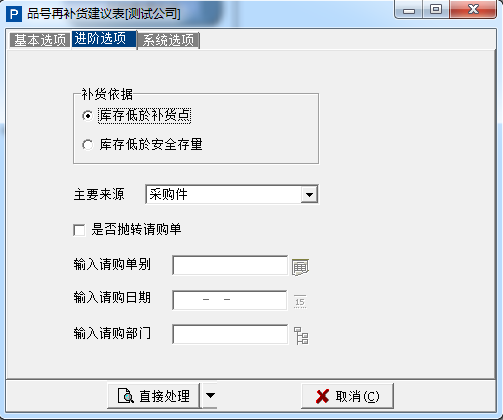 品号再补货建议表[测试公司]
基本选项 进阶选项 系统选项
补货依据
库存低於补货点
库存低於安全存量
主要来源 采购件
是否抛转请购单
输入请购单别
输入请购日期 - - 15
输入请购部门
直接处理 取消(C)